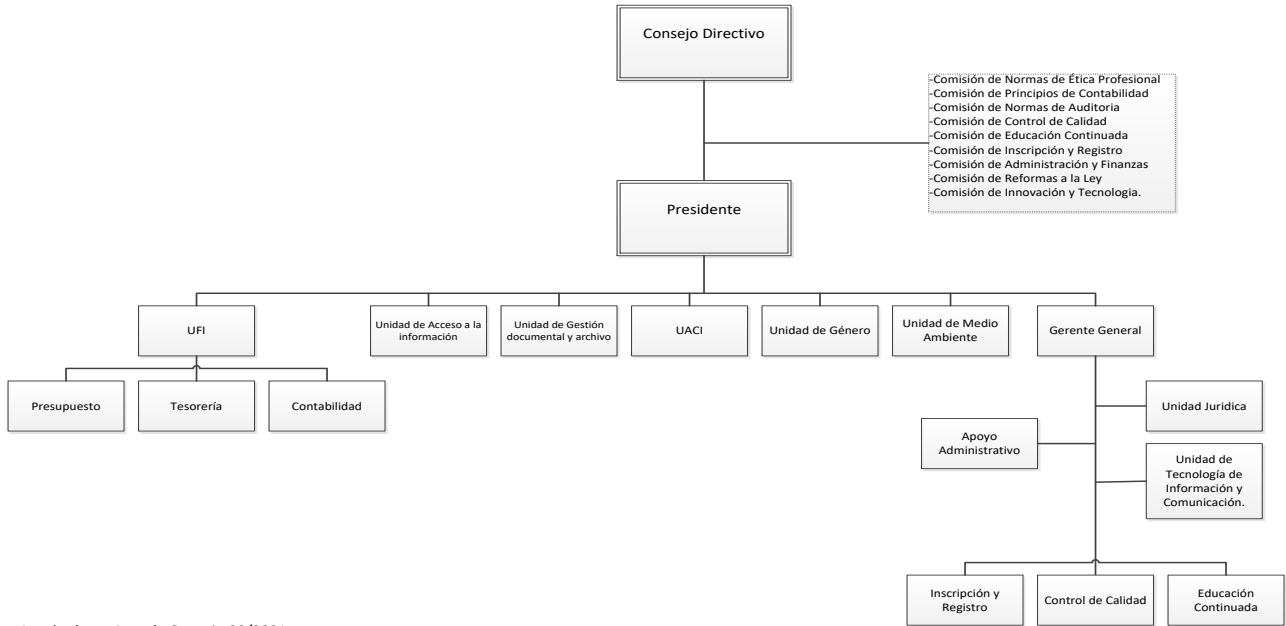 Consejo Directivo
-Comisión de Normas de Ética Profesional
-Comisión de Principios de Contabilidad
-Comisión de Normas de Auditoria
-Comisión de Control de Calidad
-Comisión de Educación Continuada
-Comisión de Inscripción y Registro
-Comisión de Administración y Finanzas
-Comisión de Reformas a la Ley
-Comisión de Innovación y Tecnologia.
Presidente
UFI
Unidad de Acceso a la
información
Unidad de Gestión
documental y archivo
UACI
Unidad de Género
Unidad de Medio
Ambiente
Gerente General
Presupuesto
Tesorería
Contabilidad
Unidad Juridica
Apoyo
Administrativo
Unidad de
Tecnología de
Información y
Comunicación.
Inscripción y
Registro
Control de Calidad
Educación
Continuada